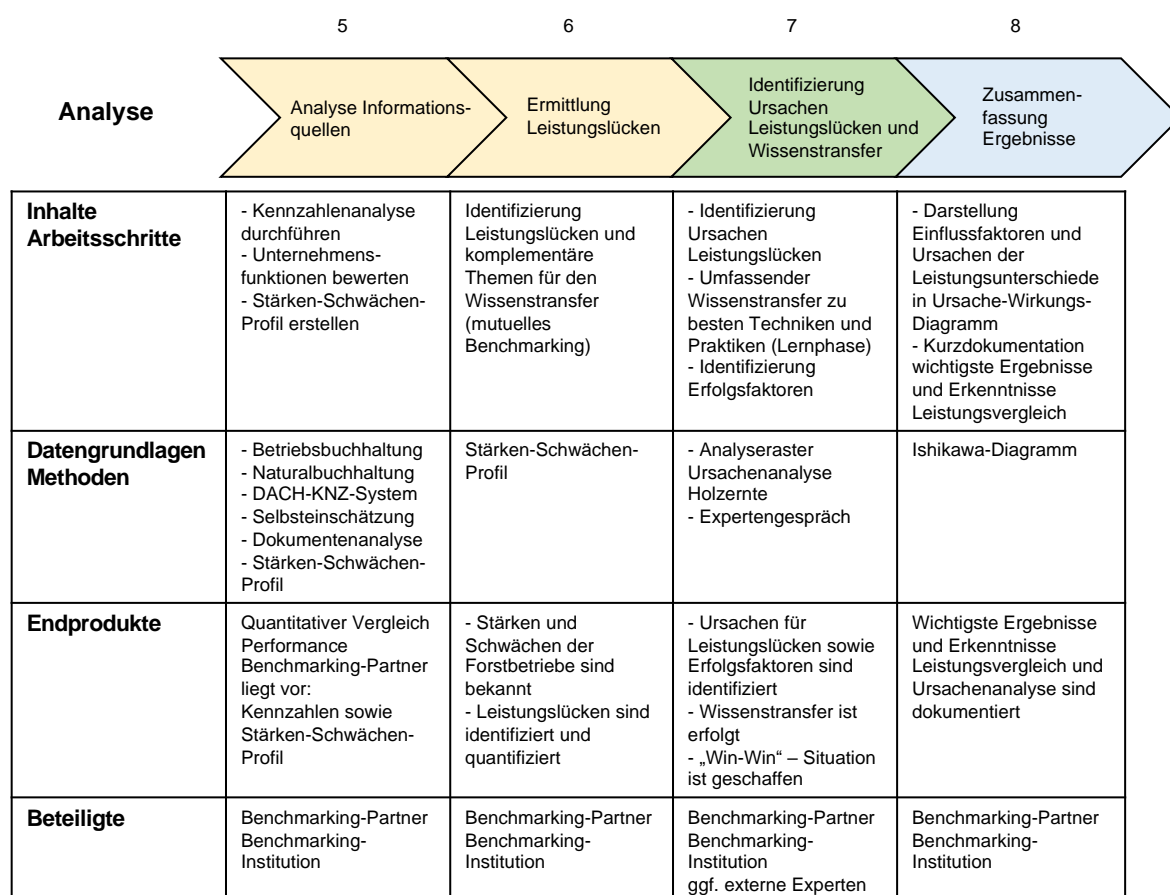 5
6
7
8
Analyse
Analyse Informations-
quellen
Ermittlung
Leistungslücken
Identifizierung
Ursachen
Leistungslücken und
Wissenstransfer
Zusammen-
fassung
Ergebnisse
Inhalte
Arbeitsschritte
- Kennzahlenanalyse
durchführen
- Unternehmens-
funktionen bewerten
- Stärken-Schwächen-
Profil erstellen
Identifizierung
Leistungslücken und
komplementäre
Themen für den
Wissenstransfer
(mutuelles
Benchmarking)
- Identifizierung
Ursachen
Leistungslücken
- Umfassender
Wissenstransfer zu
besten Techniken und
Praktiken (Lernphase)
- Identifizierung
Erfolgsfaktoren
- Darstellung
Einflussfaktoren und
Ursachen der
Leistungsunterschiede
in Ursache-Wirkungs-
Diagramm
- Kurzdokumentation
wichtigste Ergebnisse
und Erkenntnisse
Leistungsvergleich
Datengrundlagen
Methoden
- Betriebsbuchhaltung
- Naturalbuchhaltung
- DACH-KNZ-System
- Selbsteinschätzung
- Dokumentenanalyse
- Stärken-Schwächen-
Profil
Stärken-Schwächen-
Profil
- Analyseraster
Ursachenanalyse
Holzernte
- Expertengespräch
Ishikawa-Diagramm
Endprodukte
Quantitativer Vergleich
Performance
Benchmarking-Partner
liegt vor:
Kennzahlen sowie
Stärken-Schwächen-
Profil
- Stärken und
Schwächen der
Forstbetriebe sind
bekannt
- Leistungslücken sind
identifiziert und
quantifiziert
- Ursachen für
Leistungslücken sowie
Erfolgsfaktoren sind
identifiziert
- Wissenstransfer ist
erfolgt
- „Win-Win“ – Situation
ist geschaffen
Wichtigste Ergebnisse
und Erkenntnisse
Leistungsvergleich und
Ursachenanalyse sind
dokumentiert
Beteiligte
Benchmarking-Partner
Benchmarking-
Institution
Benchmarking-Partner
Benchmarking-
Institution
Benchmarking-Partner
Benchmarking-
Institution
ggf. externe Experten
Benchmarking-Partner
Benchmarking-
Institution